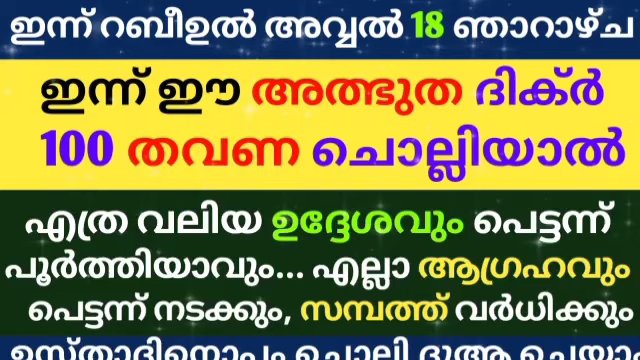 ഇന്ന് റബീഉൽ അവ്വൽ 18 ഞാറാഴ്ച
ഇന്ന് ഈ അത്ഭുത ദിക്ർ
100 തവണ ചൊല്ലിയാൽ
എത്ര വലിയ ഉദ്ദേശവും പെട്ടന്ന്
പൂർത്തിയാവും... എല്ലാ ആഗ്രഹവും
പെട്ടന്ന് നടക്കും, സമ്പത്ത് വർധിക്കും
ഉസ്താദിനൊപ്പം ചൊല്ലി ദുആ ചെയ്യാം